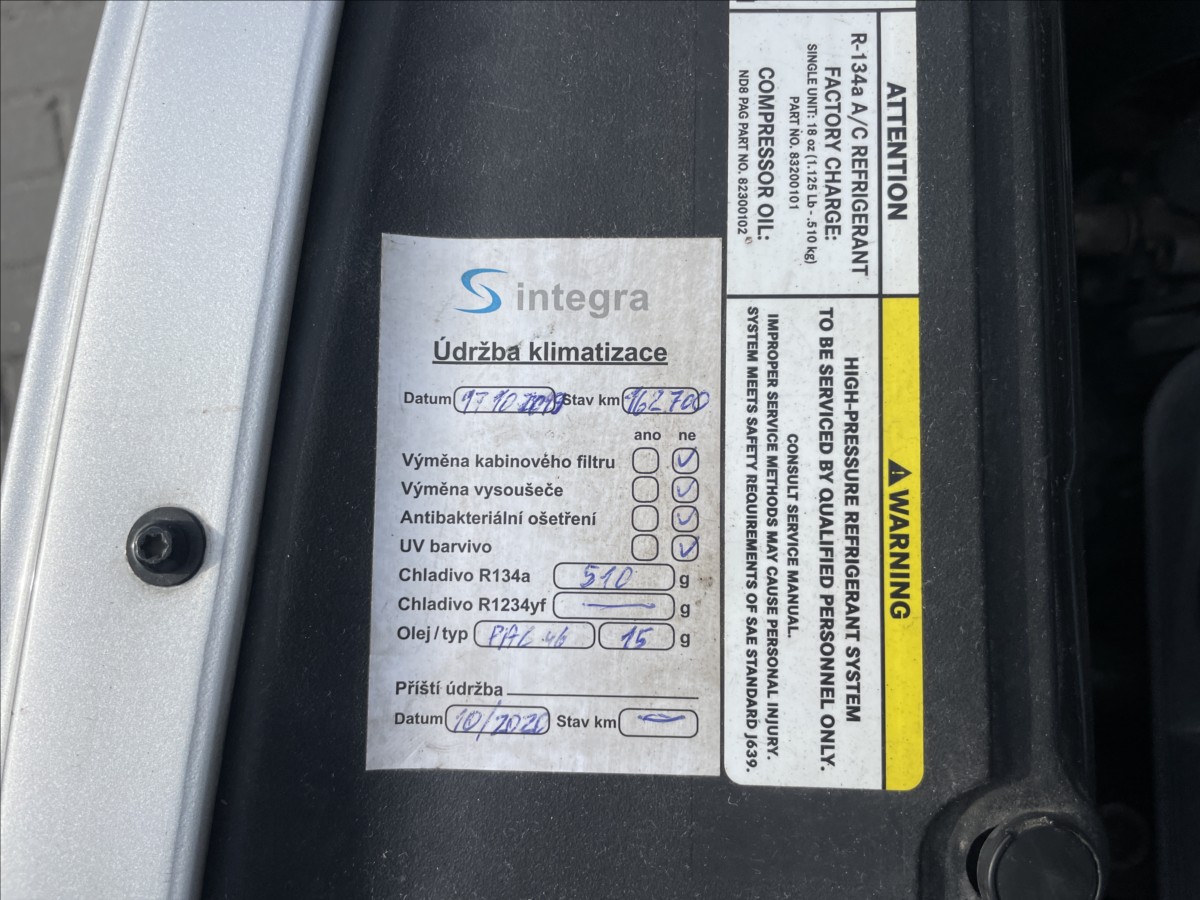 integra
Údržba klimatizace
Datum 17 10 2019 Stav km 162 700
ano ne
Výměna kabinového filtru
Výměna vysoušeče
Antibakteriální ošetření
UV barvivo
Chladivo R134a 510 g
Chladivo R1234yf — g
Olej/typ PAG 46 15 g
Příští údržba
Datum 10/2020 Stav km —
ATTENTION
R-134a A/C REFRIGERANT
FACTORY CHARGE:
SINGLE UNIT: 18 oz (1.125 Lb - .510 kg)
PART NO. 83200101
COMPRESSOR OIL:
ND8 PAG PART NO. 82300102
WARNING
HIGH-PRESSURE REFRIGERANT SYSTEM
TO BE SERVICED BY QUALIFIED PERSONNEL ONLY.
CONSULT SERVICE MANUAL.
IMPROPER SERVICE METHODS MAY CAUSE PERSONAL INJURY.
SYSTEM MEETS SAFETY REQUIREMENTS OF SAE STANDARD J639.